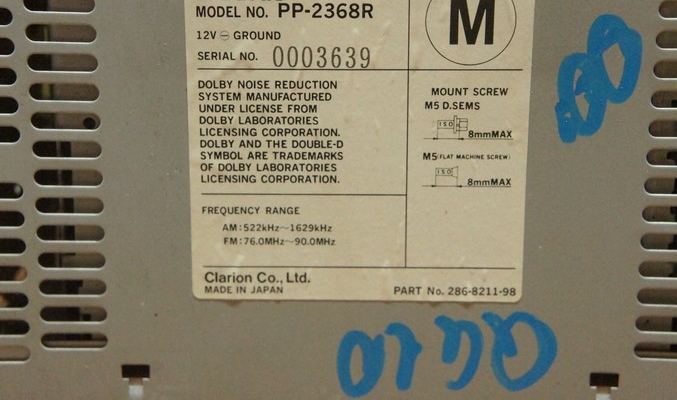 MODEL NO. PP-2368R
12V ⊖ GROUND
SERIAL NO. 0003639
M
DOLBY NOISE REDUCTION
SYSTEM MANUFACTURED
UNDER LICENSE FROM
DOLBY LABORATORIES
LICENSING CORPORATION.
DOLBY AND THE DOUBLE-D
SYMBOL ARE TRADEMARKS
OF DOLBY LABORATORIES
LICENSING CORPORATION.
MOUNT SCREW
M5 D.SEMS
ISO
8mmMAX
M5(FLAT MACHINE SCREW)
ISO
8mmMAX
FREQUENCY RANGE
AM:522kHz~1629kHz
FM:76.0MHz~90.0MHz
Clarion Co., Ltd.
MADE IN JAPAN
PART No. 286-8211-98